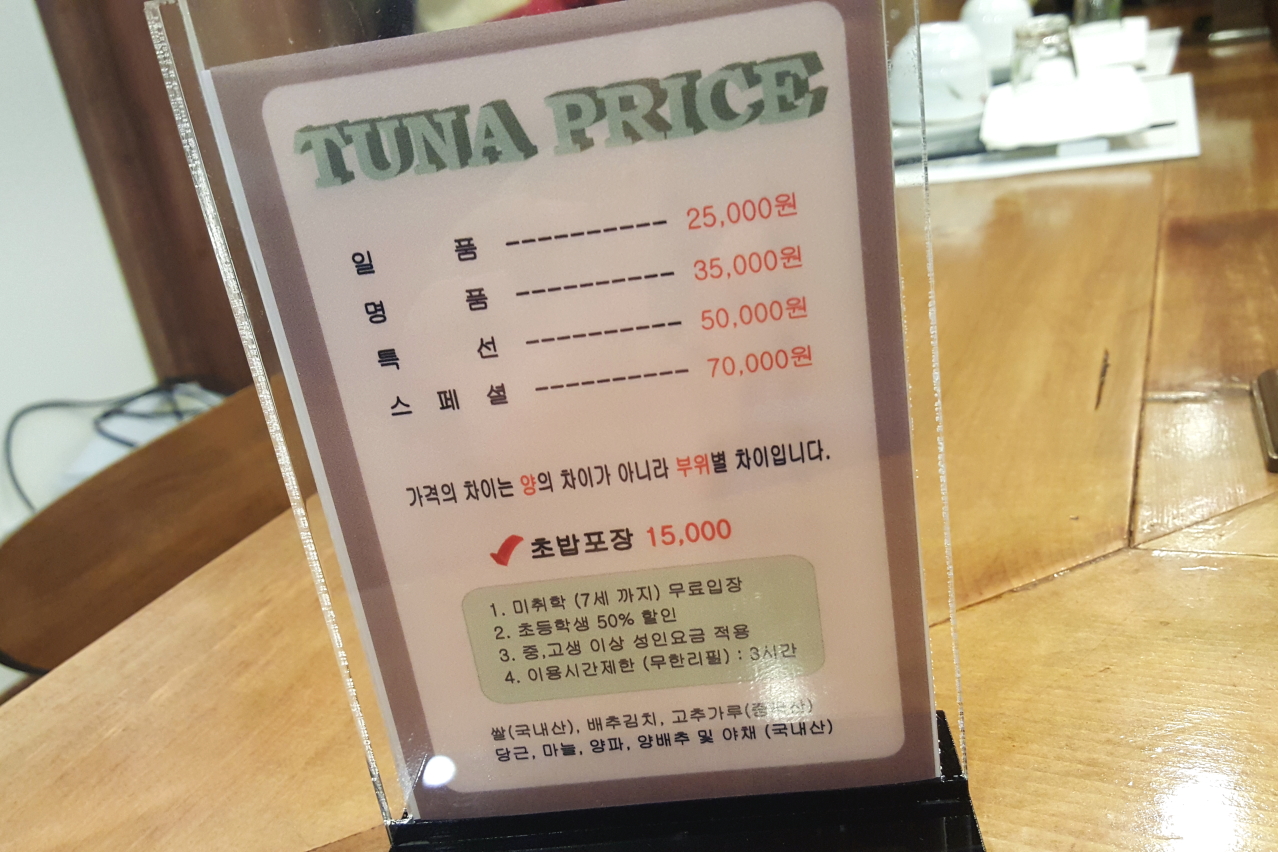 TUNA PRICE
일 품 ---------- 25,000원
명 품 ---------- 35,000원
특 선 ---------- 50,000원
스 페 셜 ---------- 70,000원
가격의 차이는 양의 차이가 아니라 부위별 차이입니다.
초밥포장 15,000
1. 미취학 (7세 까지) 무료입장
2. 초등학생 50% 할인
3. 중,고생 이상 성인요금 적용
4. 이용시간제한 (무한리필) : 3시간
쌀(국내산), 배추김치, 고추가루(중국산)
당근, 마늘, 양파, 양배추 및 야채 (국내산)